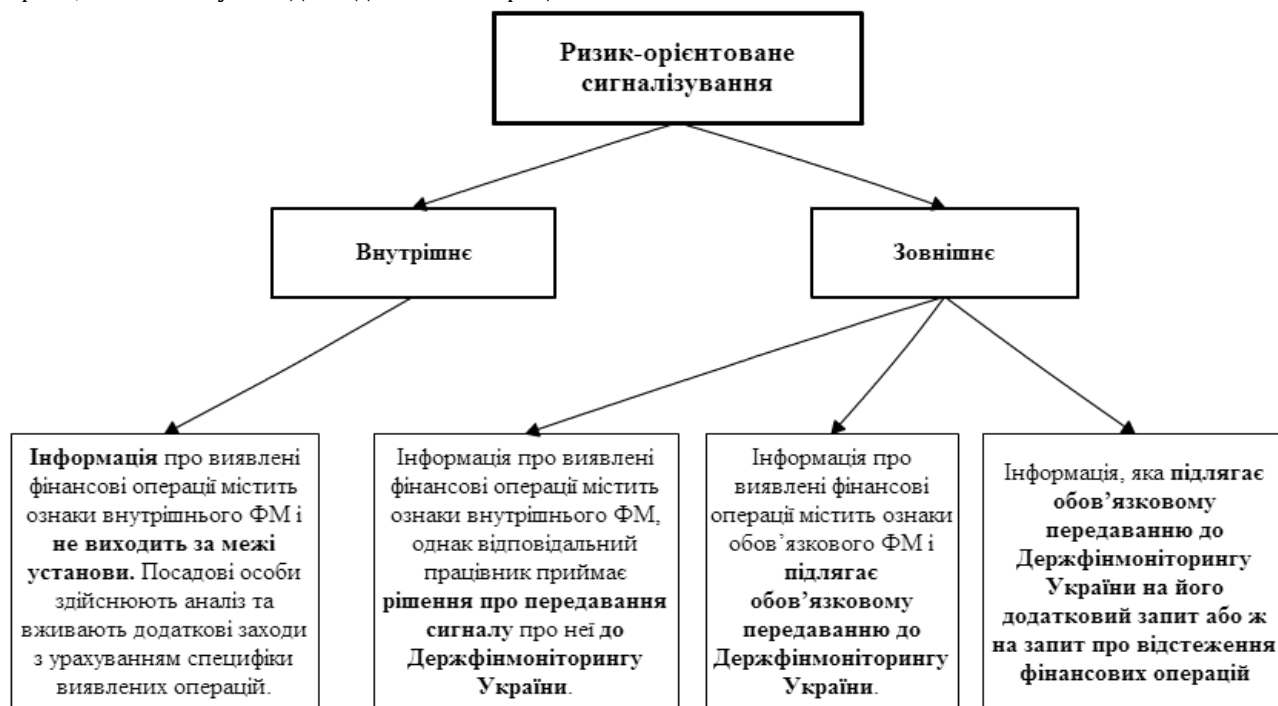 Ризик-орієнтоване
сигналізування
Внутрішнє
Зовнішнє
Інформація про виявлені
фінансові операції містить
ознаки внутрішнього ФМ і
не виходить за межі
установи. Посадові особи
здійснюють аналіз та
вживають додаткові заходи
з урахуванням специфіки
виявлених операцій.
Інформація про виявлені
фінансові операції містить
ознаки внутрішнього ФМ,
однак відповідальний
працівник приймає
рішення про передавання
сигналу про неї до
Держфінмоніторингу
України.
Інформація про
виявлені фінансові
операції містить ознаки
обов’язкового ФМ і
підлягає
обов’язковому
передаванню до
Держфінмоніторингу
України.
Інформація, яка підлягає
обов’язковому
передаванню до
Держфінмоніторингу
України на його
додатковий запит або ж
на запит про відстеження
фінансових операцій